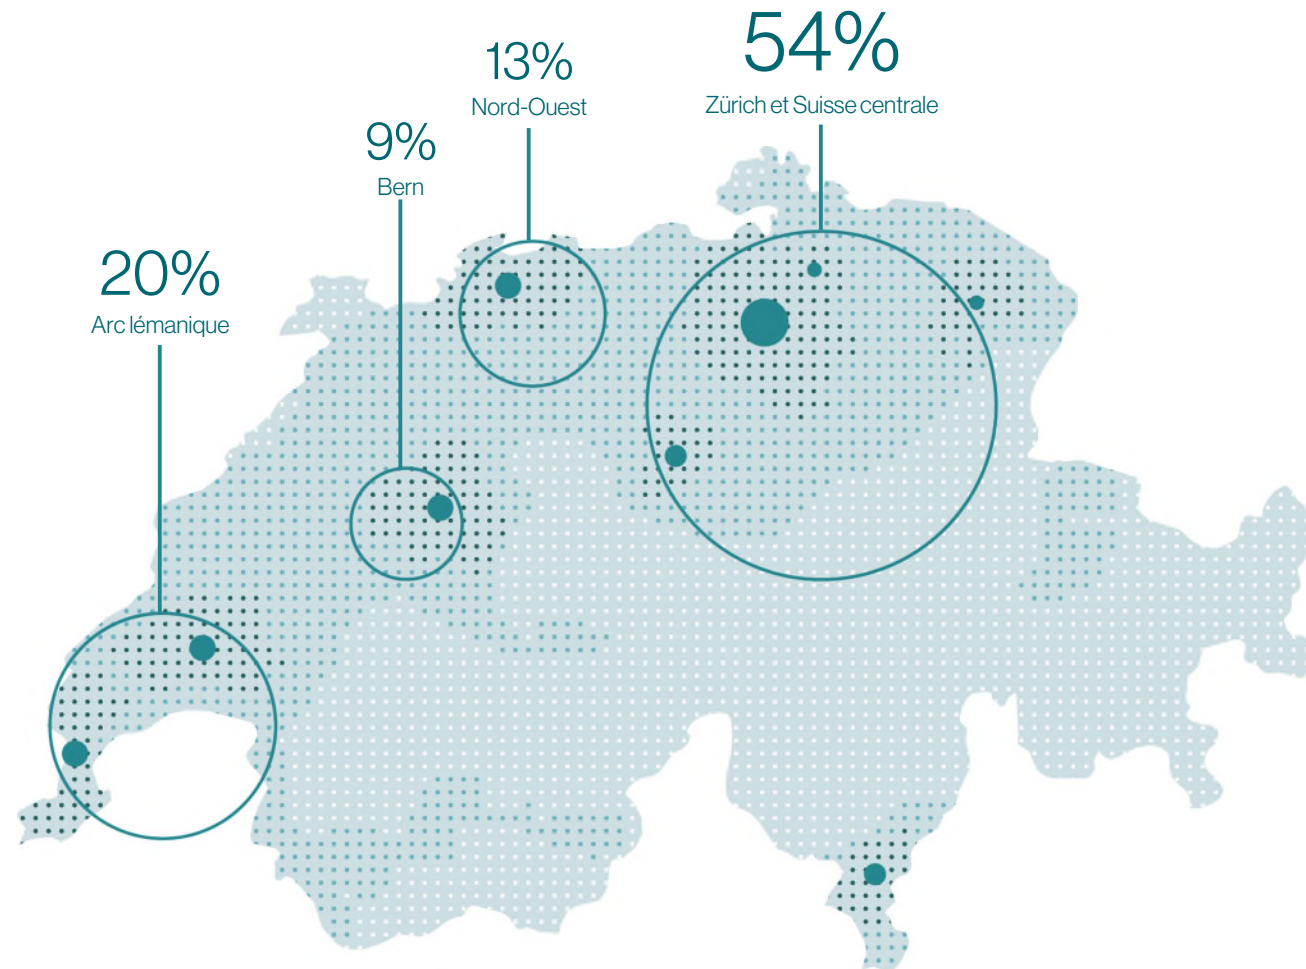 54%
Zürich et Suisse centrale
13%
Nord-Ouest
9%
Bern
20%
Arc lémanique